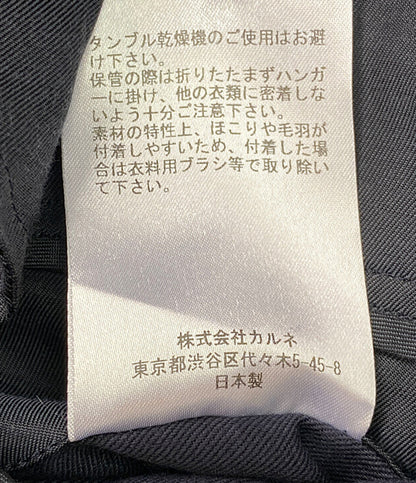 タンブル乾燥機のご使用はお避
け下さい。
保管の際は折りたたまずハンガ
ーに掛け、他の衣類に密着しな
いよう十分ご注意下さい。
素材の特性上、ほこりや毛羽が
付着しやすいため、付着した場
合は衣料用ブラシ等で取り除い
て下さい。
株式会社カルネ
東京都渋谷区代々木5-45-8
日本製